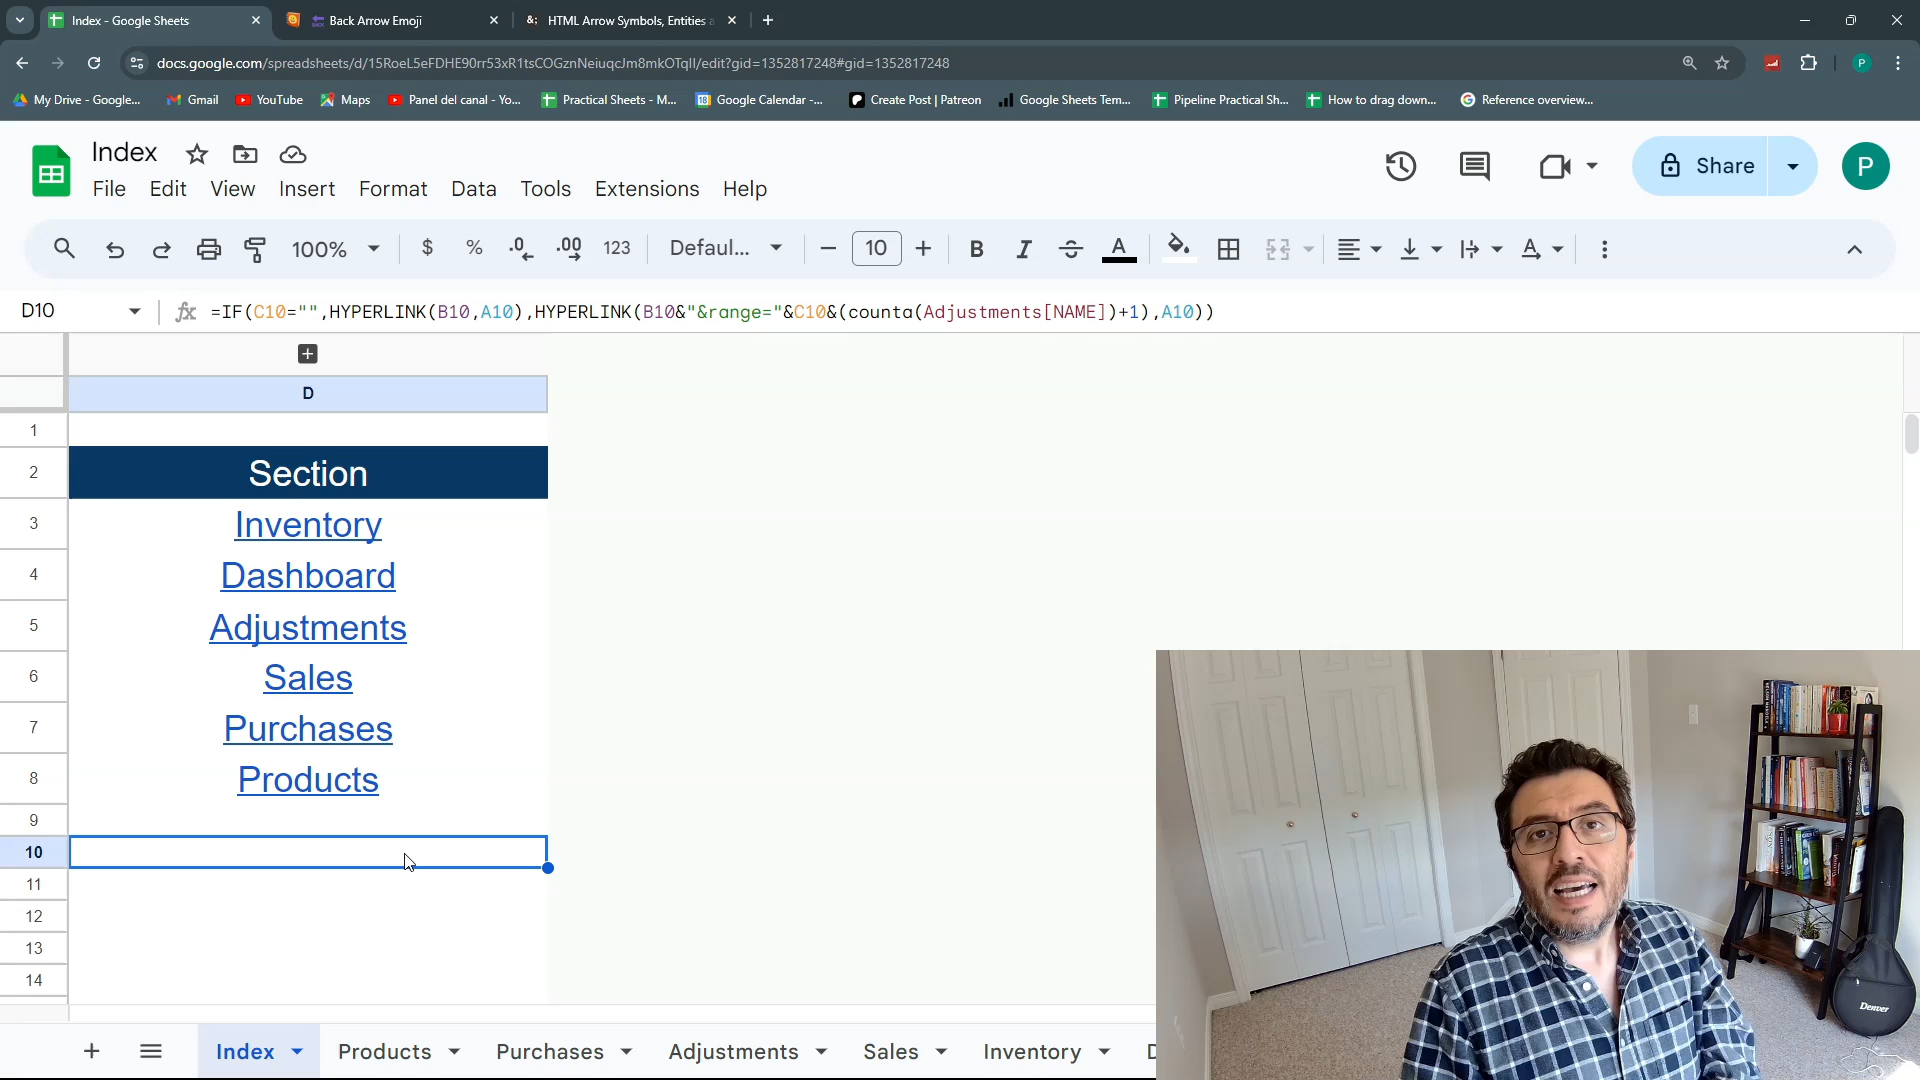 Index - Google Sheets
Back Arrow Emoji
HTML Arrow Symbols, Entities a
docs.google.com/spreadsheets/d/15RoeL5eFDHE90rr53xR1tsCOGznNeiuqcJm8mkOTqlI/edit?gid=1352817248#gid=1352817248
P
My Drive - Google...
Gmail
YouTube
Maps
Panel del canal - Yo...
Practical Sheets - M...
Google Calendar -...
Create Post | Patreon
Google Sheets Tem...
Pipeline Practical Sh...
How to drag down...
Reference overview...
Index
Share
P
File Edit View Insert Format Data Tools Extensions Help
100% $ % .0 .00 123 Defaul... 10 B I A A
D10 fx =IF(C10="",HYPERLINK(B10,A10),HYPERLINK(B10&"&range="&C10&(counta(Adjustments[NAME])+1),A10))
D
1
2 Section
3 Inventory
4 Dashboard
5 Adjustments
6 Sales
7 Purchases
8 Products
9
10
11
12
13
14
Denver
Index Products Purchases Adjustments Sales Inventory D